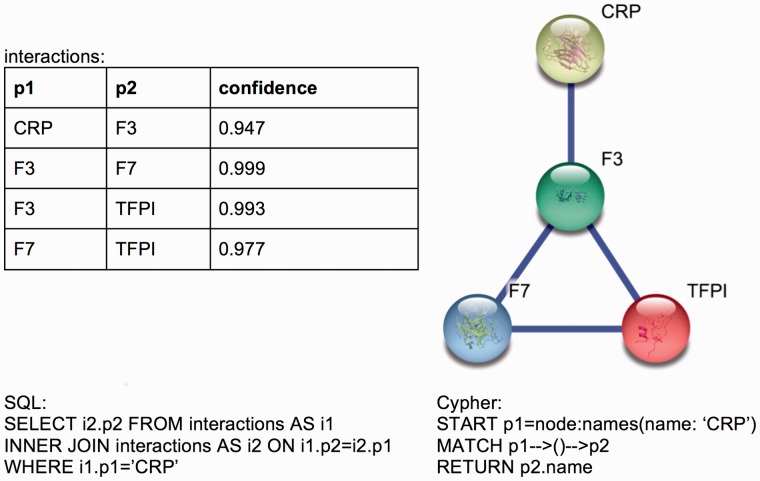 interactions:
p1 p2 confidence
CRP F3 0.947
F3 F7 0.999
F3 TFPI 0.993
F7 TFPI 0.977
CRP
F3
F7
TFPI
SQL:
SELECT i2.p2 FROM interactions AS i1
INNER JOIN interactions AS i2 ON i1.p2=i2.p1
WHERE i1.p1=’CRP’
Cypher:
START p1=node:names(name: ‘CRP’)
MATCH p1-->()-->p2
RETURN p2.name